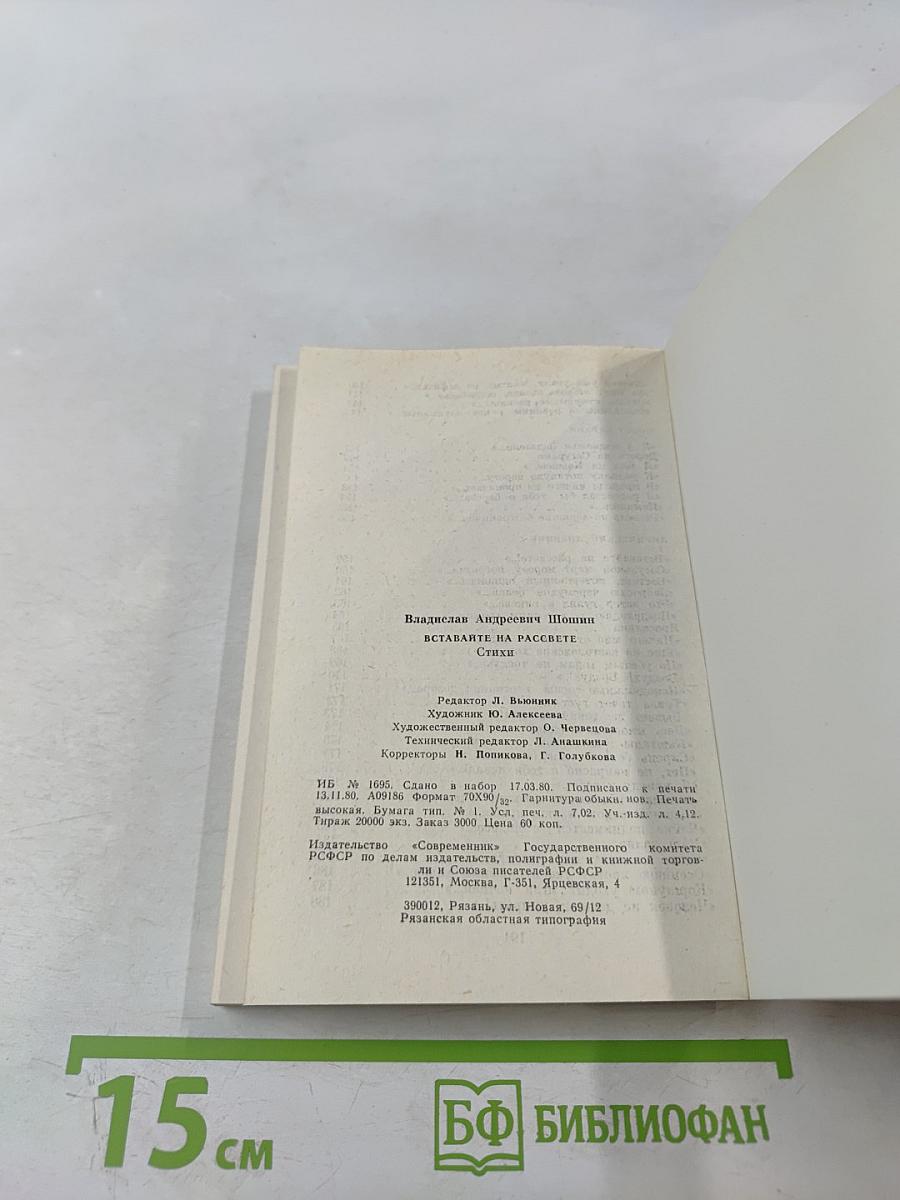 Владислав Андреевич Шошин
ВСТАВАЙТЕ НА РАССВЕТЕ
Стихи
Редактор Л. Вьюнник
Художник Ю. Алексеева
Художественный редактор О. Червецова
Технический редактор Л. Анашкина
Корректоры Н. Попикова, Г. Голубкова
ИБ № 1695. Сдано в набор 17.03.80. Подписано к печати
13.11.80. А09186 Формат 70X90/32. Гарнитура обыкн. нов. Печать
высокая. Бумага тип. № 1. Усл. печ. л. 7,02. Уч.-изд. л. 4,12.
Тираж 20000 экз. Заказ 3000 Цена 60 коп.
Издательство «Современник» Государственного комитета
РСФСР по делам издательств, полиграфии и книжной торгов-
ли и Союза писателей РСФСР
121351, Москва, Г-351, Ярцевская, 4
390012, Рязань, ул. Новая, 69/12
Рязанская областная типография
15 см
БФ БИБЛИОФАН